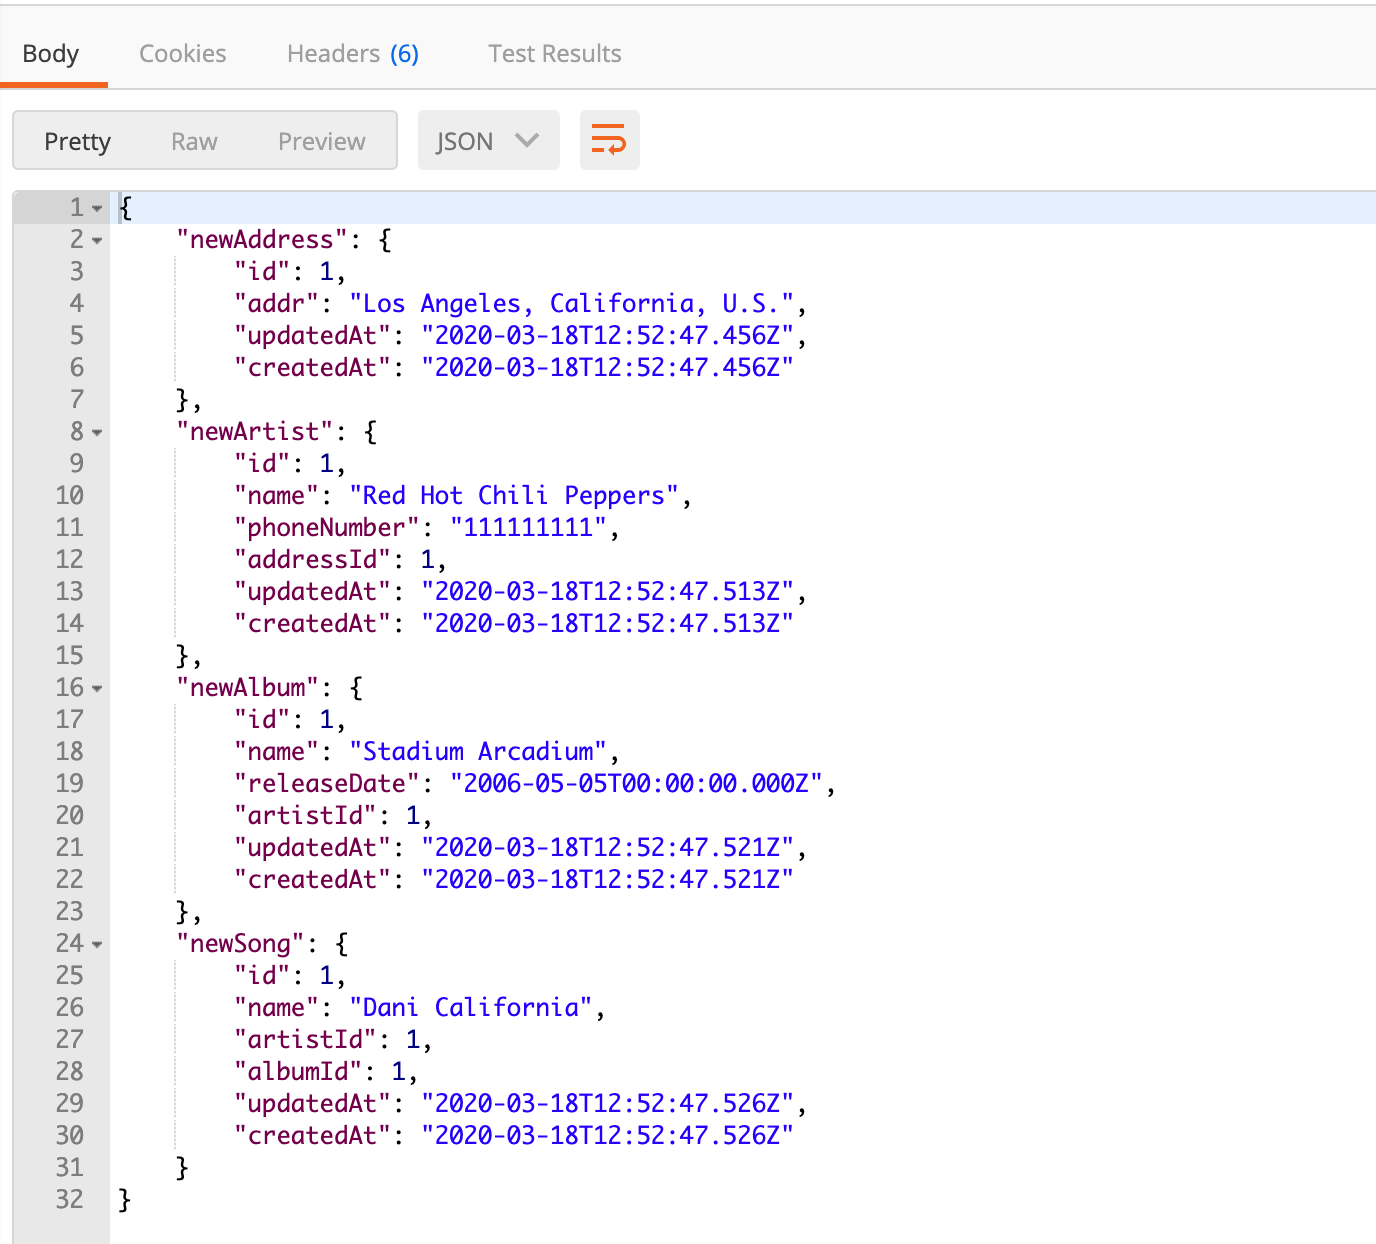 Body Cookies Headers (6) Test Results
Pretty Raw Preview JSON
1 {
2     "newAddress": {
3         "id": 1,
4         "addr": "Los Angeles, California, U.S.",
5         "updatedAt": "2020-03-18T12:52:47.456Z",
6         "createdAt": "2020-03-18T12:52:47.456Z"
7     },
8     "newArtist": {
9         "id": 1,
10         "name": "Red Hot Chili Peppers",
11         "phoneNumber": "111111111",
12         "addressId": 1,
13         "updatedAt": "2020-03-18T12:52:47.513Z",
14         "createdAt": "2020-03-18T12:52:47.513Z"
15     },
16     "newAlbum": {
17         "id": 1,
18         "name": "Stadium Arcadium",
19         "releaseDate": "2006-05-05T00:00:00.000Z",
20         "artistId": 1,
21         "updatedAt": "2020-03-18T12:52:47.521Z",
22         "createdAt": "2020-03-18T12:52:47.521Z"
23     },
24     "newSong": {
25         "id": 1,
26         "name": "Dani California",
27         "artistId": 1,
28         "albumId": 1,
29         "updatedAt": "2020-03-18T12:52:47.526Z",
30         "createdAt": "2020-03-18T12:52:47.526Z"
31     }
32 }